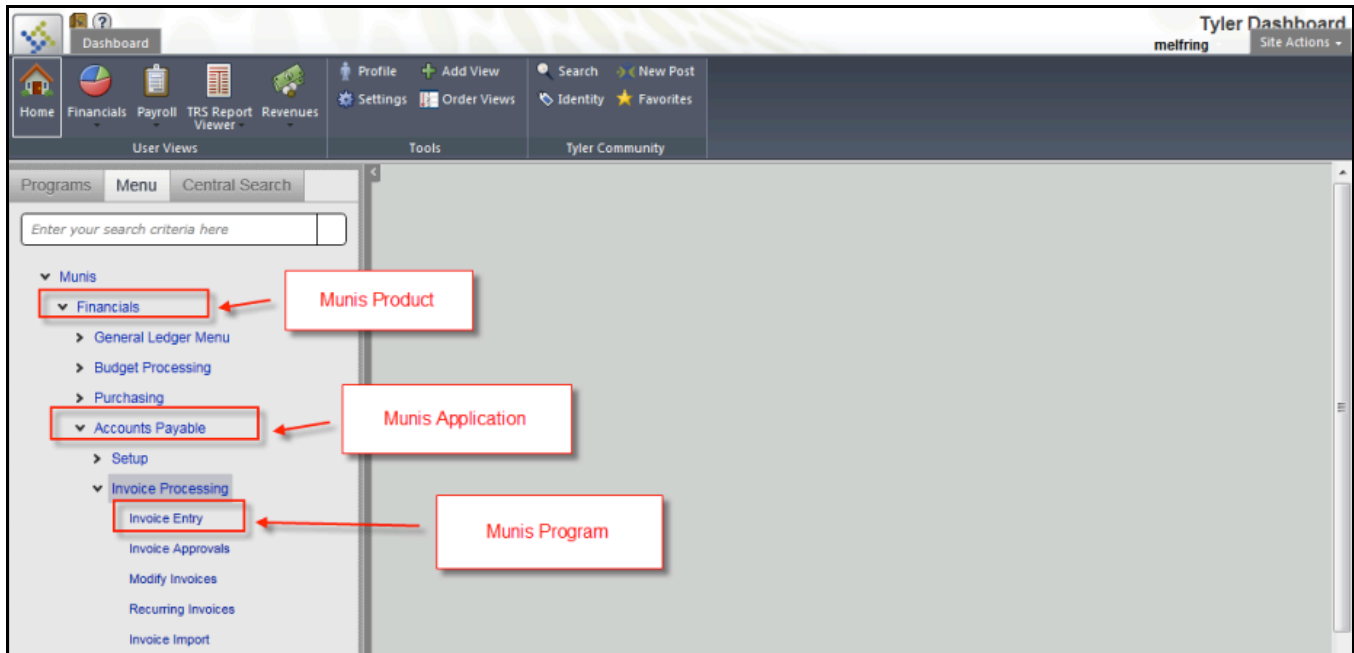 ?
Dashboard
Tyler Dashboard
melfring
Site Actions
Home
Financials
Payroll
TRS Report
Viewer
Revenues
User Views
Profile
Add View
Settings
Order Views
Tools
Search
New Post
Identity
Favorites
Tyler Community
Programs
Menu
Central Search
Enter your search criteria here
Munis
Financials
Munis Product
General Ledger Menu
Budget Processing
Purchasing
Accounts Payable
Munis Application
Setup
Invoice Processing
Invoice Entry
Munis Program
Invoice Approvals
Modify Invoices
Recurring Invoices
Invoice Import